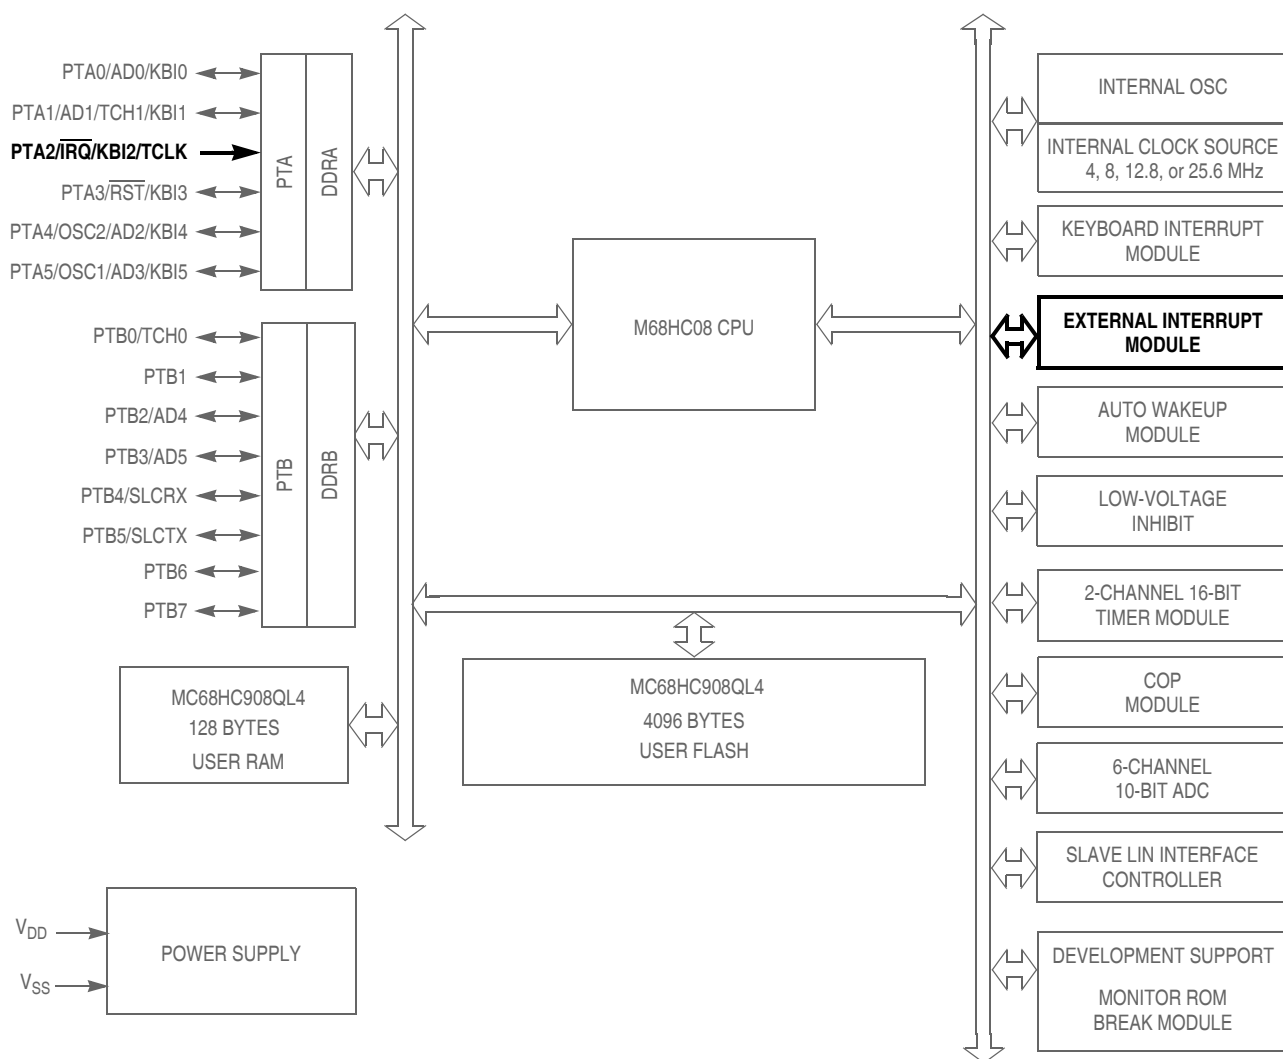 PTA0/AD0/KBI0
PTA1/AD1/TCH1/KBI1
PTA2/I̅R̅Q̅/KBI2/TCLK
PTA3/R̅S̅T̅/KBI3
PTA4/OSC2/AD2/KBI4
PTA5/OSC1/AD3/KBI5
PTA
DDRA
PTB0/TCH0
PTB1
PTB2/AD4
PTB3/AD5
PTB4/SLCRX
PTB5/SLCTX
PTB6
PTB7
PTB
DDRB
M68HC08 CPU
MC68HC908QL4
128 BYTES
USER RAM
MC68HC908QL4
4096 BYTES
USER FLASH
VDD
VSS
POWER SUPPLY
INTERNAL OSC
INTERNAL CLOCK SOURCE
4, 8, 12.8, or 25.6 MHz
KEYBOARD INTERRUPT
MODULE
EXTERNAL INTERRUPT
MODULE
AUTO WAKEUP
MODULE
LOW-VOLTAGE
INHIBIT
2-CHANNEL 16-BIT
TIMER MODULE
COP
MODULE
6-CHANNEL
10-BIT ADC
SLAVE LIN INTERFACE
CONTROLLER
DEVELOPMENT SUPPORT
MONITOR ROM
BREAK MODULE